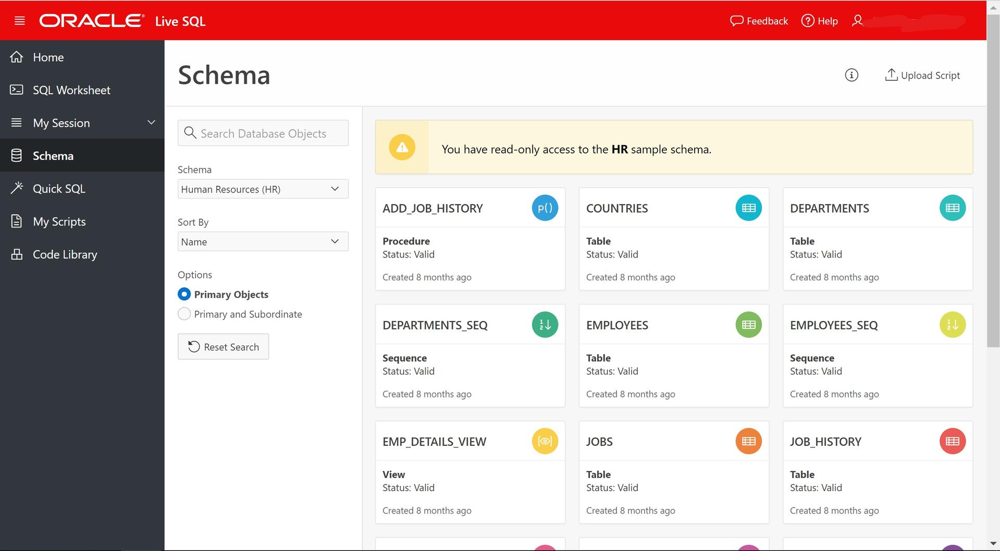 ORACLE® Live SQL
Feedback
Help
Home
SQL Worksheet
My Session
Schema
Quick SQL
My Scripts
Code Library
Schema
Upload Script
Search Database Objects
Schema
Human Resources (HR)
Sort By
Name
Options
Primary Objects
Primary and Subordinate
Reset Search
You have read-only access to the HR sample schema.
ADD_JOB_HISTORY
p()
Procedure
Status: Valid
Created 8 months ago
COUNTRIES
Table
Status: Valid
Created 8 months ago
DEPARTMENTS
Table
Status: Valid
Created 8 months ago
DEPARTMENTS_SEQ
Sequence
Status: Valid
Created 8 months ago
EMPLOYEES
Table
Status: Valid
Created 8 months ago
EMPLOYEES_SEQ
Sequence
Status: Valid
Created 8 months ago
EMP_DETAILS_VIEW
View
Status: Valid
Created 8 months ago
JOBS
Table
Status: Valid
Created 8 months ago
JOB_HISTORY
Table
Status: Valid
Created 8 months ago